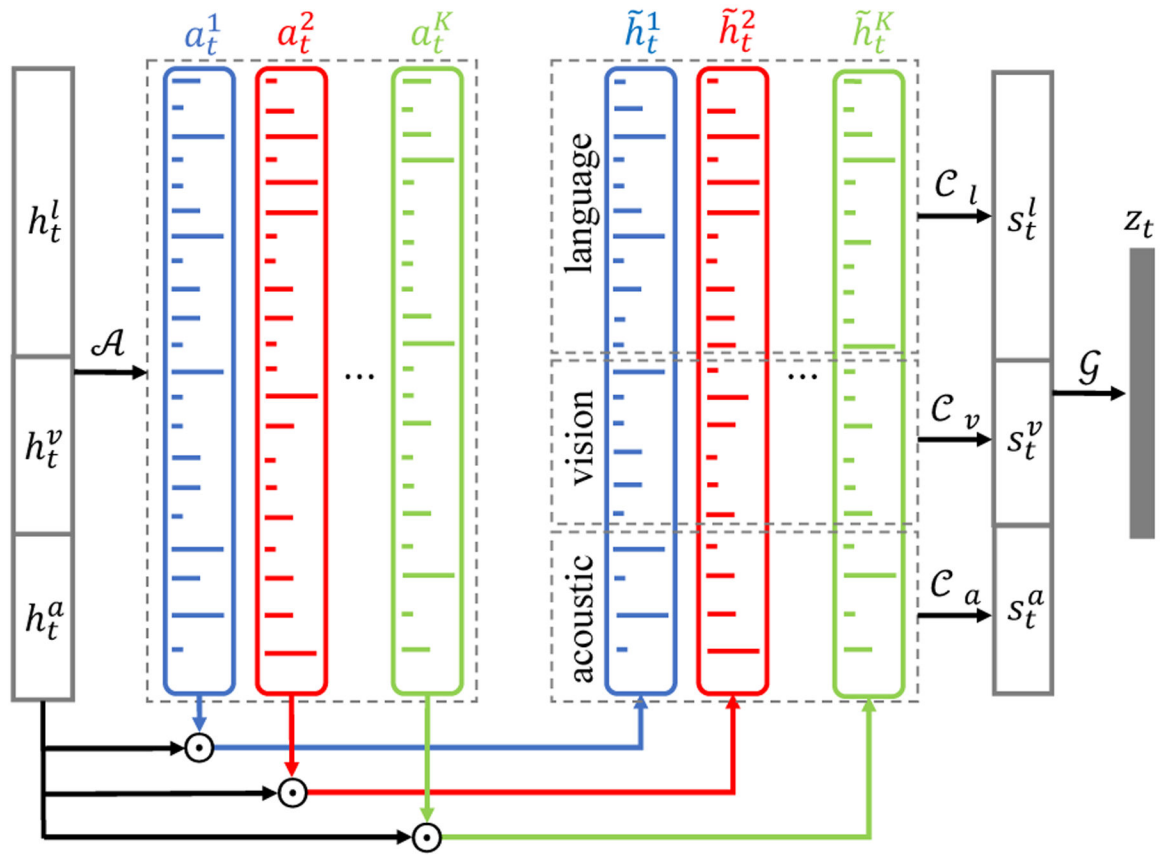 a_t^1 a_t^2 a_t^K h̃_t^1 h̃_t^2 h̃_t^K
h_t^l
h_t^v
h_t^a
𝒜
...
language
vision
acoustic
...
𝒞 l
𝒞 v
𝒞 a
s_t^l
s_t^v
s_t^a
𝒢
z_t